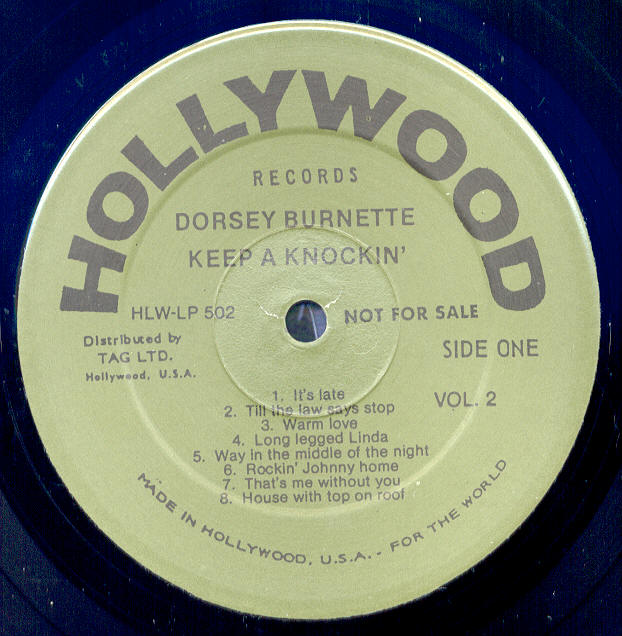 HOLLYWOOD
RECORDS
DORSEY BURNETTE
KEEP A KNOCKIN'
HLW-LP 502
NOT FOR SALE
Distributed by
TAG LTD.
Hollywood, U.S.A.
SIDE ONE
VOL. 2
1. It's late
2. Till the law says stop
3. Warm love
4. Long legged Linda
5. Way in the middle of the night
6. Rockin' Johnny home
7. That's me without you
8. House with top on roof
MADE IN HOLLYWOOD, U.S.A. - FOR THE WORLD